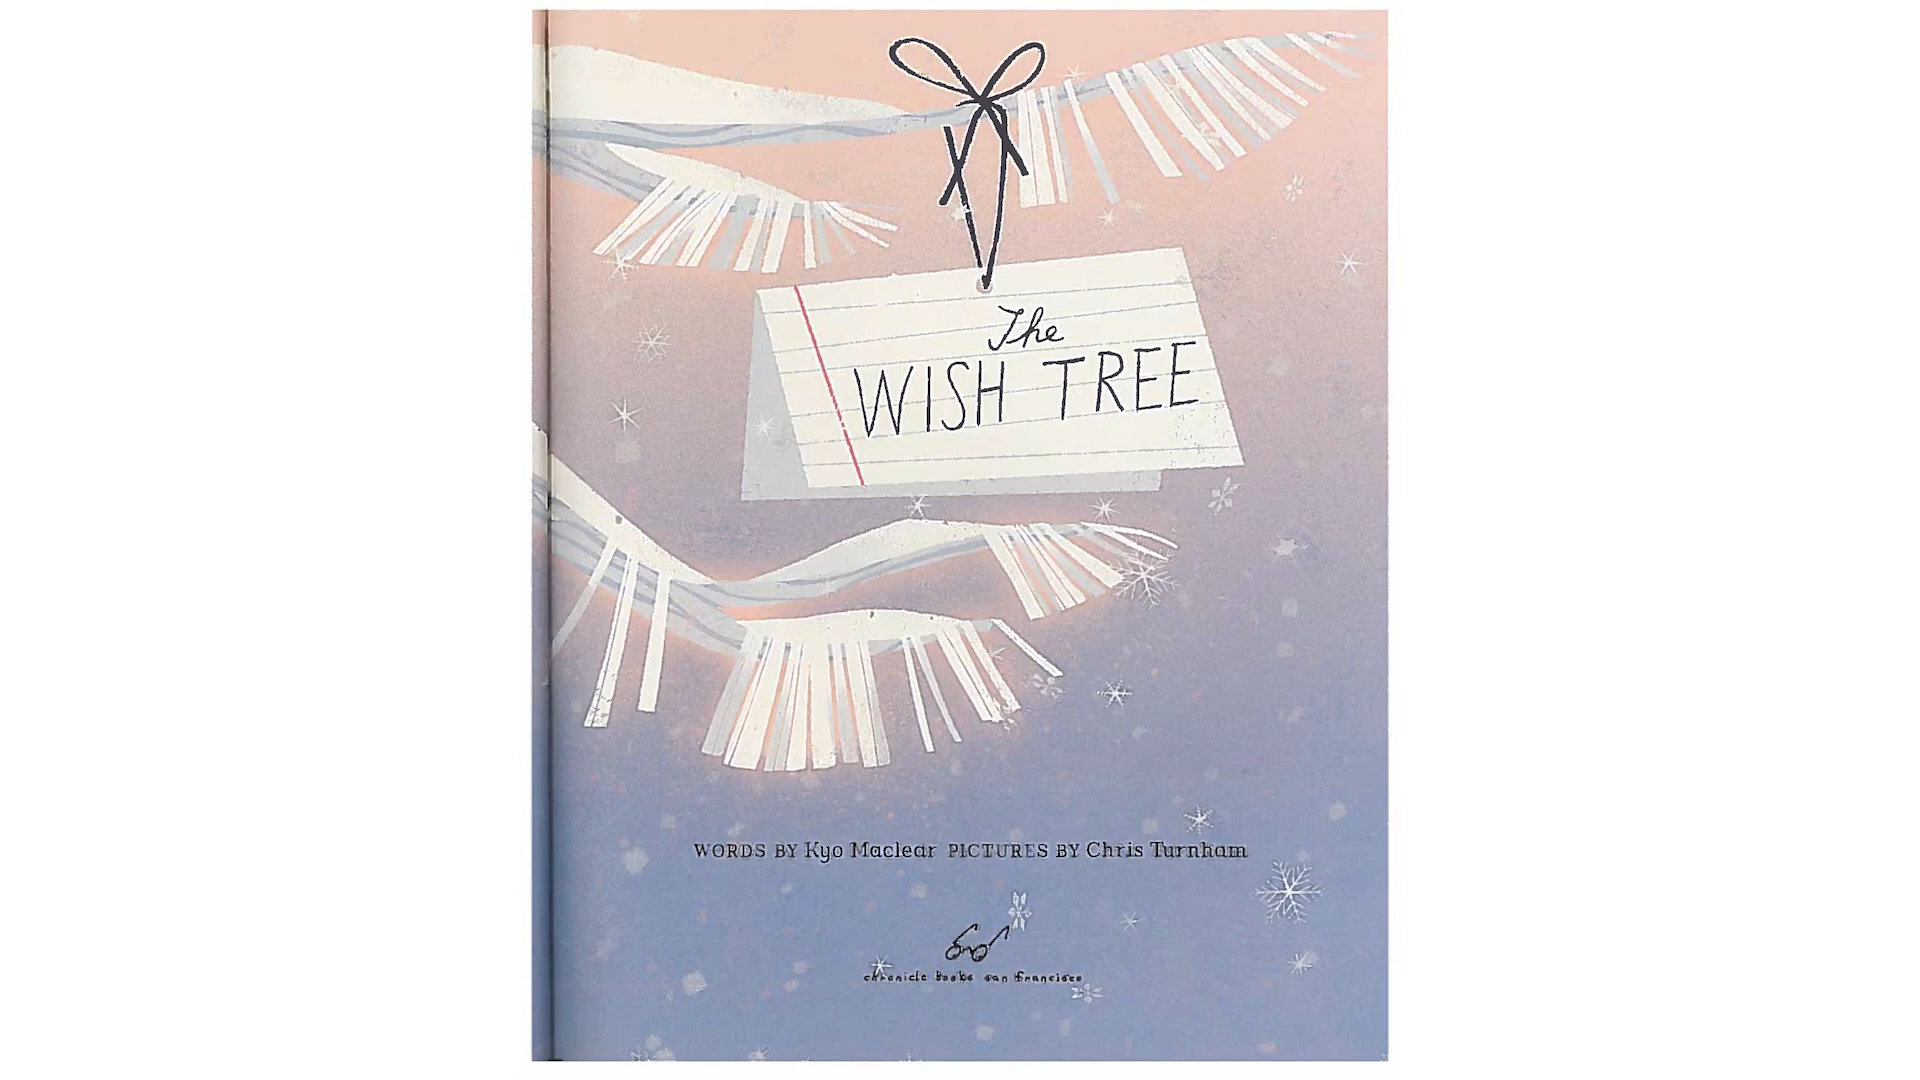 The
WISH TREE
WORDS BY Kyo Maclear PICTURES BY Chris Turnham
chronicle books san francisco